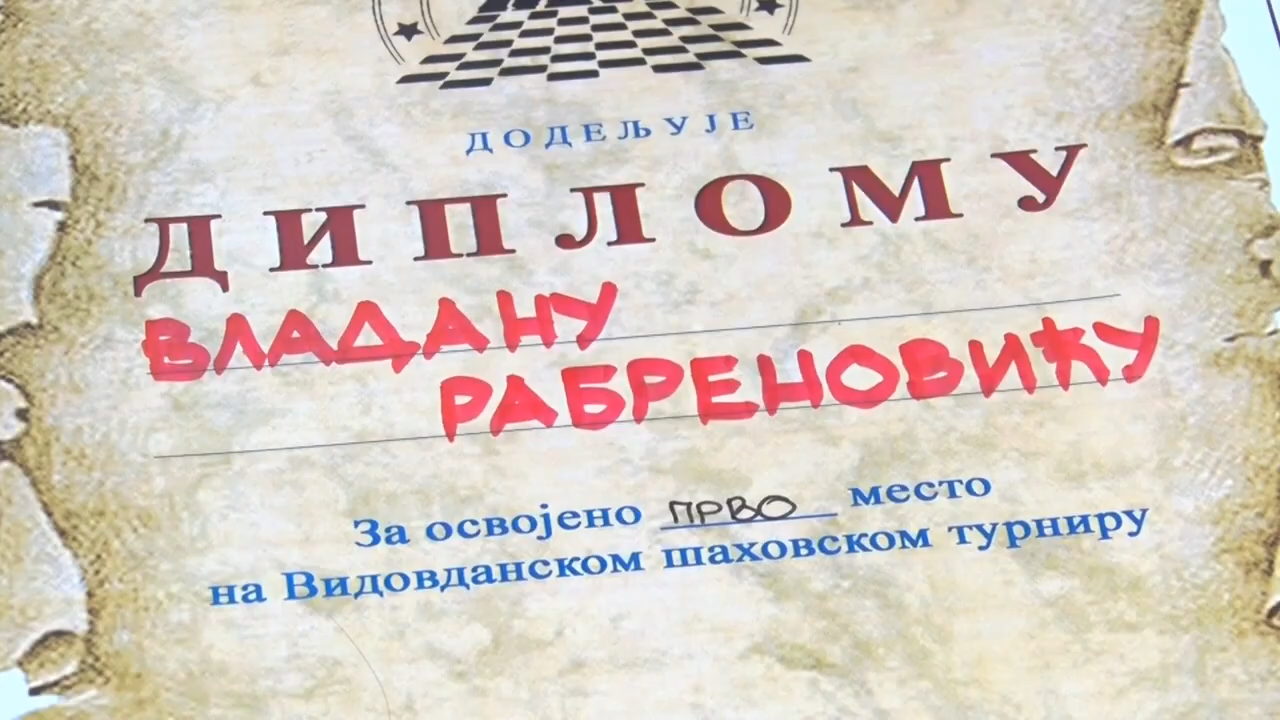 ДОДЕЉУЈЕ
ДИПЛОМУ
ВЛАДАНУ
РАБРЕНОВИЋУ
За освојено ПРВО место
на Видовданском шаховском турниру